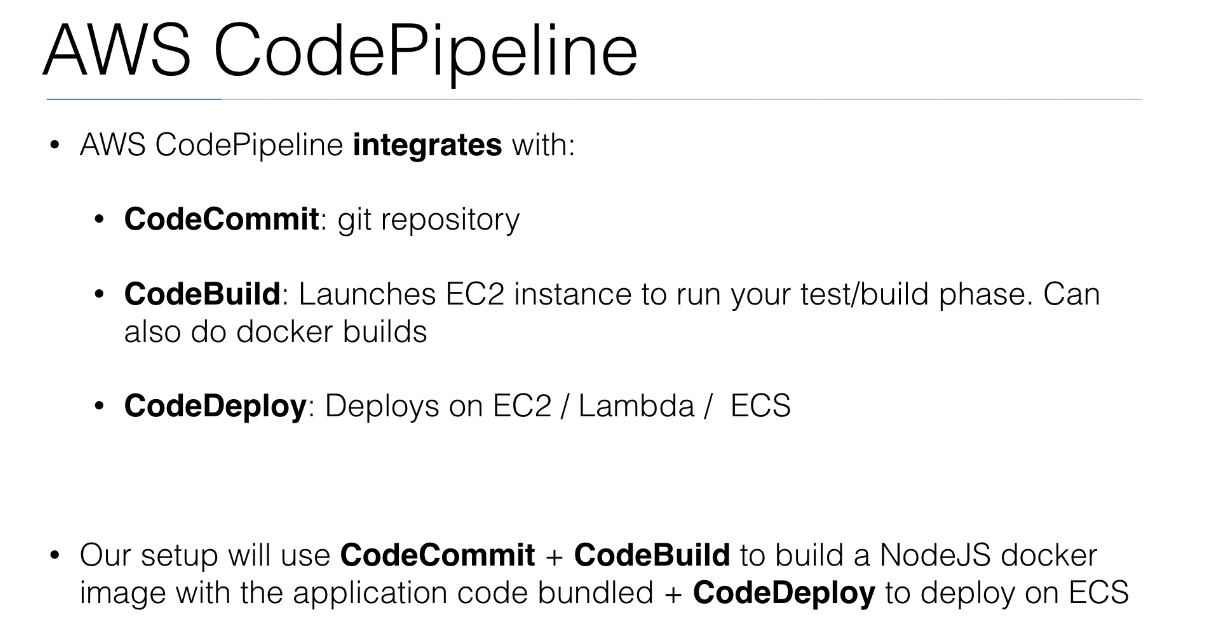 AWS CodePipeline
• AWS CodePipeline integrates with:
• CodeCommit: git repository
• CodeBuild: Launches EC2 instance to run your test/build phase. Can
also do docker builds
• CodeDeploy: Deploys on EC2 / Lambda /  ECS
• Our setup will use CodeCommit + CodeBuild to build a NodeJS docker
image with the application code bundled + CodeDeploy to deploy on ECS